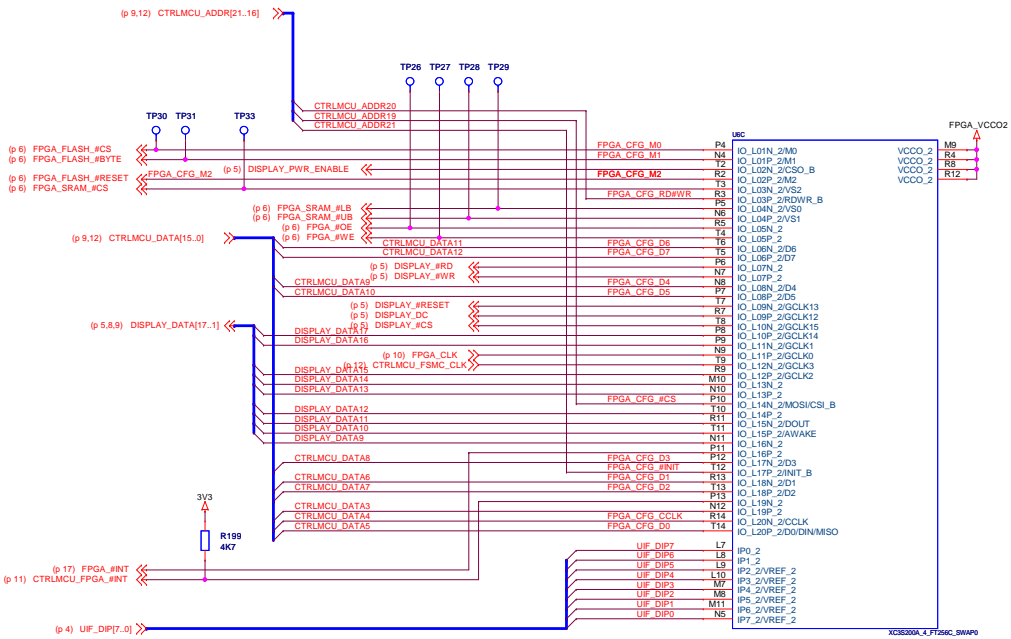 (p 9,12) CTRLMCU_ADDR[21..16]
TP26 TP27 TP28 TP29
TP30 TP31 TP33
CTRLMCU_ADDR20
CTRLMCU_ADDR19
CTRLMCU_ADDR21
FPGA_VCCO2
U6C
(p 6) FPGA_FLASH_#CS FPGA_CFG_M0 P4 IO_L01N_2/M0 VCCO_2 M9
(p 6) FPGA_FLASH_#BYTE FPGA_CFG_M1 N4 IO_L01P_2/M1 VCCO_2 R4
(p 5) DISPLAY_PWR_ENABLE T2 IO_L02N_2/CSO_B VCCO_2 R8
(p 6) FPGA_FLASH_#RESET FPGA_CFG_M2 FPGA_CFG_M2 R2 IO_L02P_2/M2 VCCO_2 R12
(p 6) FPGA_SRAM_#CS T3 IO_L03N_2/VS2
FPGA_CFG_RD#WR R3 IO_L03P_2/RDWR_B
(p 6) FPGA_SRAM_#LB P5 IO_L04N_2/VS0
(p 6) FPGA_SRAM_#UB N6 IO_L04P_2/VS1
(p 6) FPGA_#OE R5 IO_L05N_2
(p 6) FPGA_#WE T4 IO_L05P_2
(p 9,12) CTRLMCU_DATA[15..0]
CTRLMCU_DATA11 FPGA_CFG_D6 T6 IO_L06N_2/D6
CTRLMCU_DATA12 FPGA_CFG_D7 T5 IO_L06P_2/D7
(p 5) DISPLAY_#RD P6 IO_L07N_2
(p 5) DISPLAY_#WR N7 IO_L07P_2
CTRLMCU_DATA9 FPGA_CFG_D4 N8 IO_L08N_2/D4
CTRLMCU_DATA10 FPGA_CFG_D5 P7 IO_L08P_2/D5
(p 5) DISPLAY_#RESET T7 IO_L09N_2/GCLK13
(p 5) DISPLAY_DC R7 IO_L09P_2/GCLK12
(p 5) DISPLAY_#CS T8 IO_L10N_2/GCLK15
(p 5,8,9) DISPLAY_DATA[17..1]
DISPLAY_DATA17 P8 IO_L10P_2/GCLK14
DISPLAY_DATA16 P9 IO_L11N_2/GCLK1
(p 10) FPGA_CLK N9 IO_L11P_2/GCLK0
(p 12) CTRLMCU_FSMC_CLK T9 IO_L12N_2/GCLK3
DISPLAY_DATA15 R9 IO_L12P_2/GCLK2
DISPLAY_DATA14 M10 IO_L13N_2
DISPLAY_DATA13 N10 IO_L13P_2
FPGA_CFG_#CS P10 IO_L14N_2/MOSI/CSI_B
DISPLAY_DATA12 T10 IO_L14P_2
DISPLAY_DATA11 R11 IO_L15N_2/DOUT
DISPLAY_DATA10 T11 IO_L15P_2/AWAKE
DISPLAY_DATA9 N11 IO_L16N_2
P11 IO_L16P_2
CTRLMCU_DATA8 FPGA_CFG_D3 P12 IO_L17N_2/D3
FPGA_CFG_#INIT T12 IO_L17P_2/INIT_B
CTRLMCU_DATA6 FPGA_CFG_D1 R13 IO_L18N_2/D1
CTRLMCU_DATA7 FPGA_CFG_D2 T13 IO_L18P_2/D2
P13 IO_L19N_2
CTRLMCU_DATA3 N12 IO_L19P_2
CTRLMCU_DATA4 FPGA_CFG_CCLK R14 IO_L20N_2/CCLK
CTRLMCU_DATA5 FPGA_CFG_D0 T14 IO_L20P_2/D0/DIN/MISO
3V3
R199
4K7
UIF_DIP7 L7 IP0_2
UIF_DIP6 L8 IP1_2
UIF_DIP5 L9 IP2_2/VREF_2
UIF_DIP4 L10 IP3_2/VREF_2
UIF_DIP3 M7 IP4_2/VREF_2
UIF_DIP2 M8 IP5_2/VREF_2
UIF_DIP1 M11 IP6_2/VREF_2
UIF_DIP0 N5 IP7_2/VREF_2
(p 17) FPGA_#INT
(p 11) CTRLMCU_FPGA_#INT
(p 4) UIF_DIP[7..0]
XC3S200A_4_FT256C_SWAP0